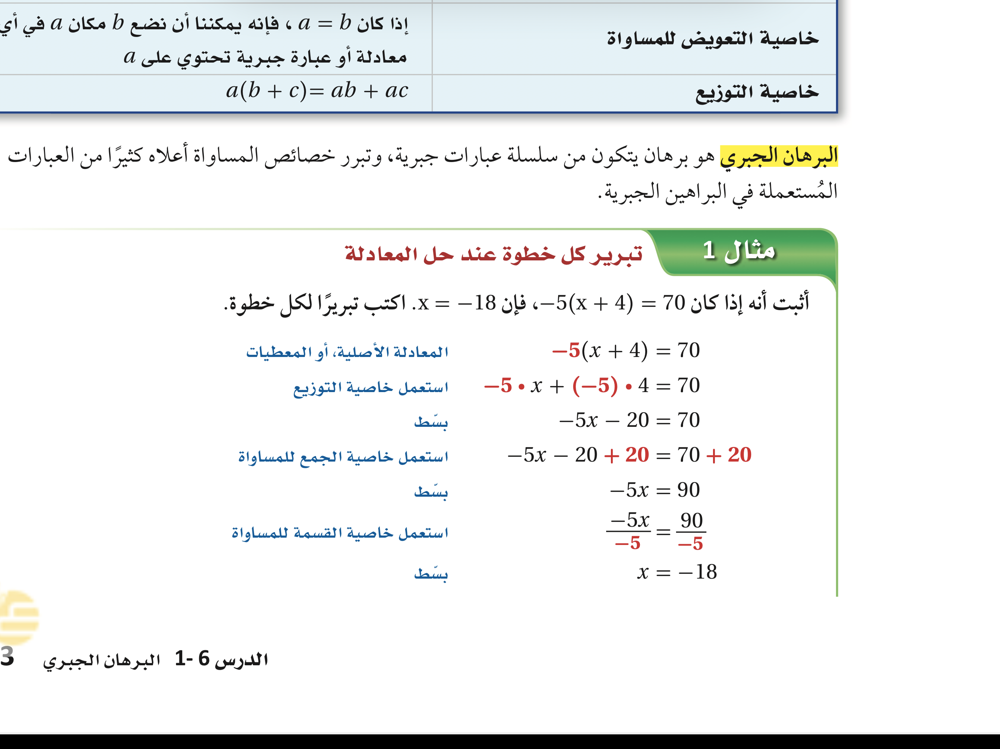 خاصية التعويض للمساواة
إذا كان a = b ، فإنه يمكننا أن نضع b مكان a في أي
معادلة أو عبارة جبرية تحتوي على a
خاصية التوزيع
a(b + c)= ab + ac
البرهان الجبري هو برهان يتكون من سلسلة عبارات جبرية، وتبرر خصائص المساواة أعلاه كثيرًا من العبارات
المُستعملة في البراهين الجبرية.
مثال 1
تبرير كل خطوة عند حل المعادلة
أثبت أنه إذا كان −5(x + 4) = 70، فإن x = −18. اكتب تبريرًا لكل خطوة.
−5(x + 4) = 70 المعادلة الأصلية، أو المعطيات
−5 • x + (−5) • 4 = 70 استعمل خاصية التوزيع
−5x − 20 = 70 بسّط
−5x − 20 + 20 = 70 + 20 استعمل خاصية الجمع للمساواة
−5x = 90 بسّط
−5x/−5 = 90/−5 استعمل خاصية القسمة للمساواة
x = −18 بسّط
الدرس 6 -1 البرهان الجبري 3